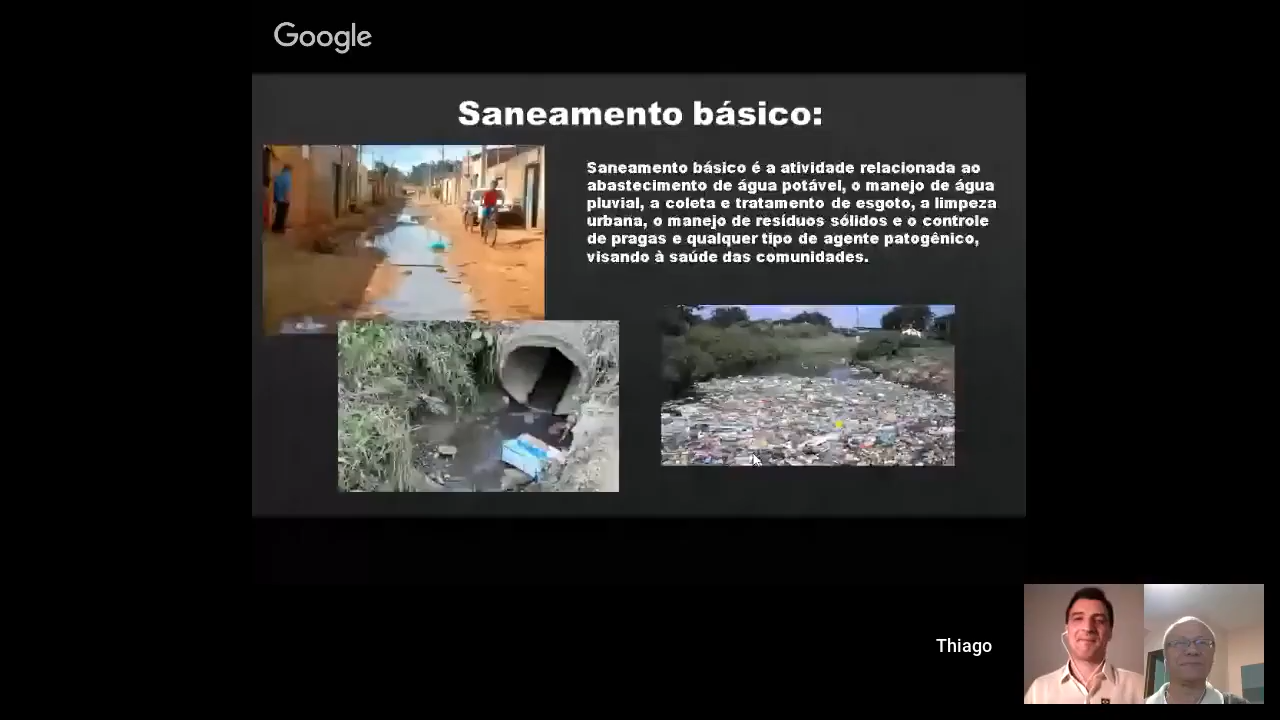 Google
Saneamento básico:
Saneamento básico é a atividade relacionada ao
abastecimento de água potável, o manejo de água
pluvial, a coleta e tratamento de esgoto, a limpeza
urbana, o manejo de resíduos sólidos e o controle
de pragas e qualquer tipo de agente patogênico,
visando à saúde das comunidades.
Thiago